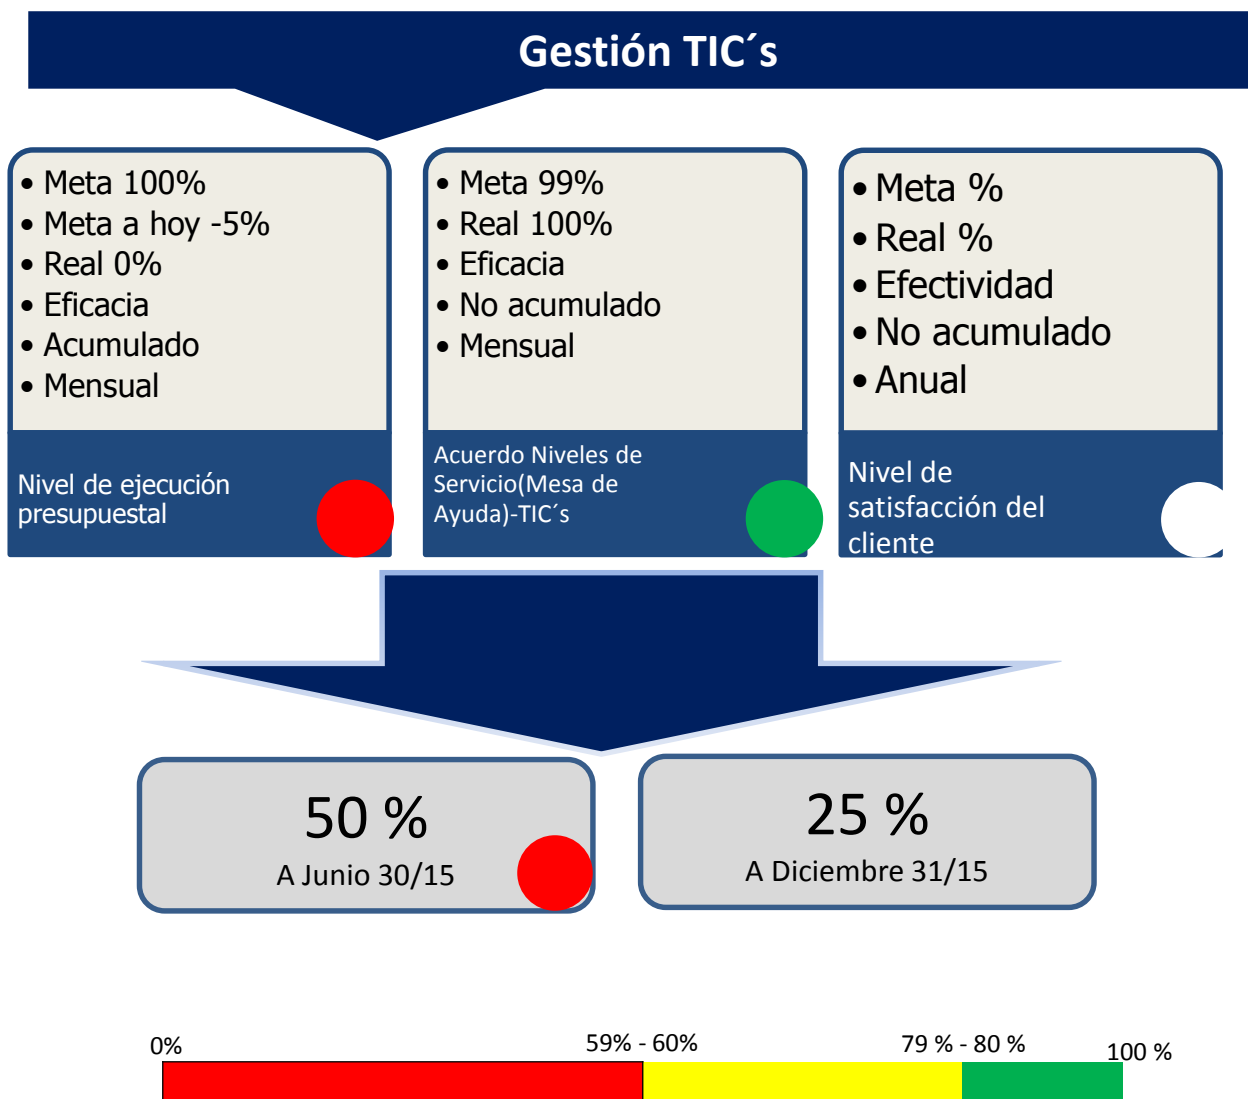 Gestión TIC´s
• Meta 100%
• Meta a hoy -5%
• Real 0%
• Eficacia
• Acumulado
• Mensual
Nivel de ejecución
presupuestal
• Meta 99%
• Real 100%
• Eficacia
• No acumulado
• Mensual
Acuerdo Niveles de
Servicio(Mesa de
Ayuda)-TIC´s
• Meta %
• Real %
• Efectividad
• No acumulado
• Anual
Nivel de
satisfacción del
cliente
50 %
A Junio 30/15
25 %
A Diciembre 31/15
0%
59% - 60%
79 % - 80 %
100 %